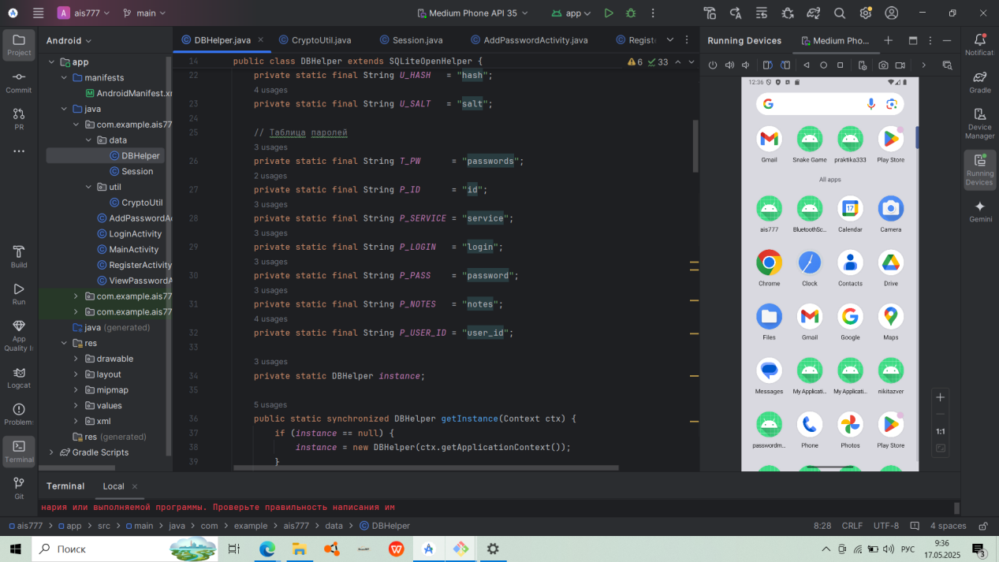 A ais777 main Medium Phone API 35 app
Android DBHelper.java CryptoUtil.java Session.java AddPasswordActivity.java Regist Running Devices Medium Pho...
Project
Commit
PR
Build
Run
App
Quality I
Logcat
Problem
Terminal
Git
app
manifests
AndroidManifest.xr
java
com.example.ais77
data
DBHelper
Session
util
CryptoUtil
AddPasswordA
LoginActivity
MainActivity
RegisterActivity
ViewPasswordA
com.example.ais77
com.example.ais77
java (generated)
res
drawable
layout
mipmap
values
xml
res (generated)
Gradle Scripts
14 public class DBHelper extends SQLiteOpenHelper { 6 33
22 private static final String U_HASH = "hash";
4 usages
23 private static final String U_SALT = "salt";
24
25 // Таблица паролей
3 usages
26 private static final String T_PW = "passwords";
2 usages
27 private static final String P_ID = "id";
3 usages
28 private static final String P_SERVICE = "service";
3 usages
29 private static final String P_LOGIN = "login";
3 usages
30 private static final String P_PASS = "password";
3 usages
31 private static final String P_NOTES = "notes";
4 usages
32 private static final String P_USER_ID = "user_id";
33
3 usages
34 private static DBHelper instance;
35
5 usages
36 public static synchronized DBHelper getInstance(Context ctx) {
37 if (instance == null) {
38 instance = new DBHelper(ctx.getApplicationContext());
39 }
12:36
Gmail Snake Game praktika333 Play Store
All apps
ais777 BluetoothSc... Calendar Camera
Chrome Clock Contacts Drive
Files Gmail Google Maps
Messages My Applicati... My Applicati... nikitazver
passwordm... Phone Photos Play Store
1:1
Notificat
Gradle
Device
Manager
Running
Devices
Gemini
Terminal Local
нария или выполняемой программы. Проверьте правильность написания им
ais777 > app > src > main > java > com > example > ais777 > data > DBHelper 8:28 CRLF UTF-8 4 spaces
Поиск РУС 9:36
17.05.2025
3